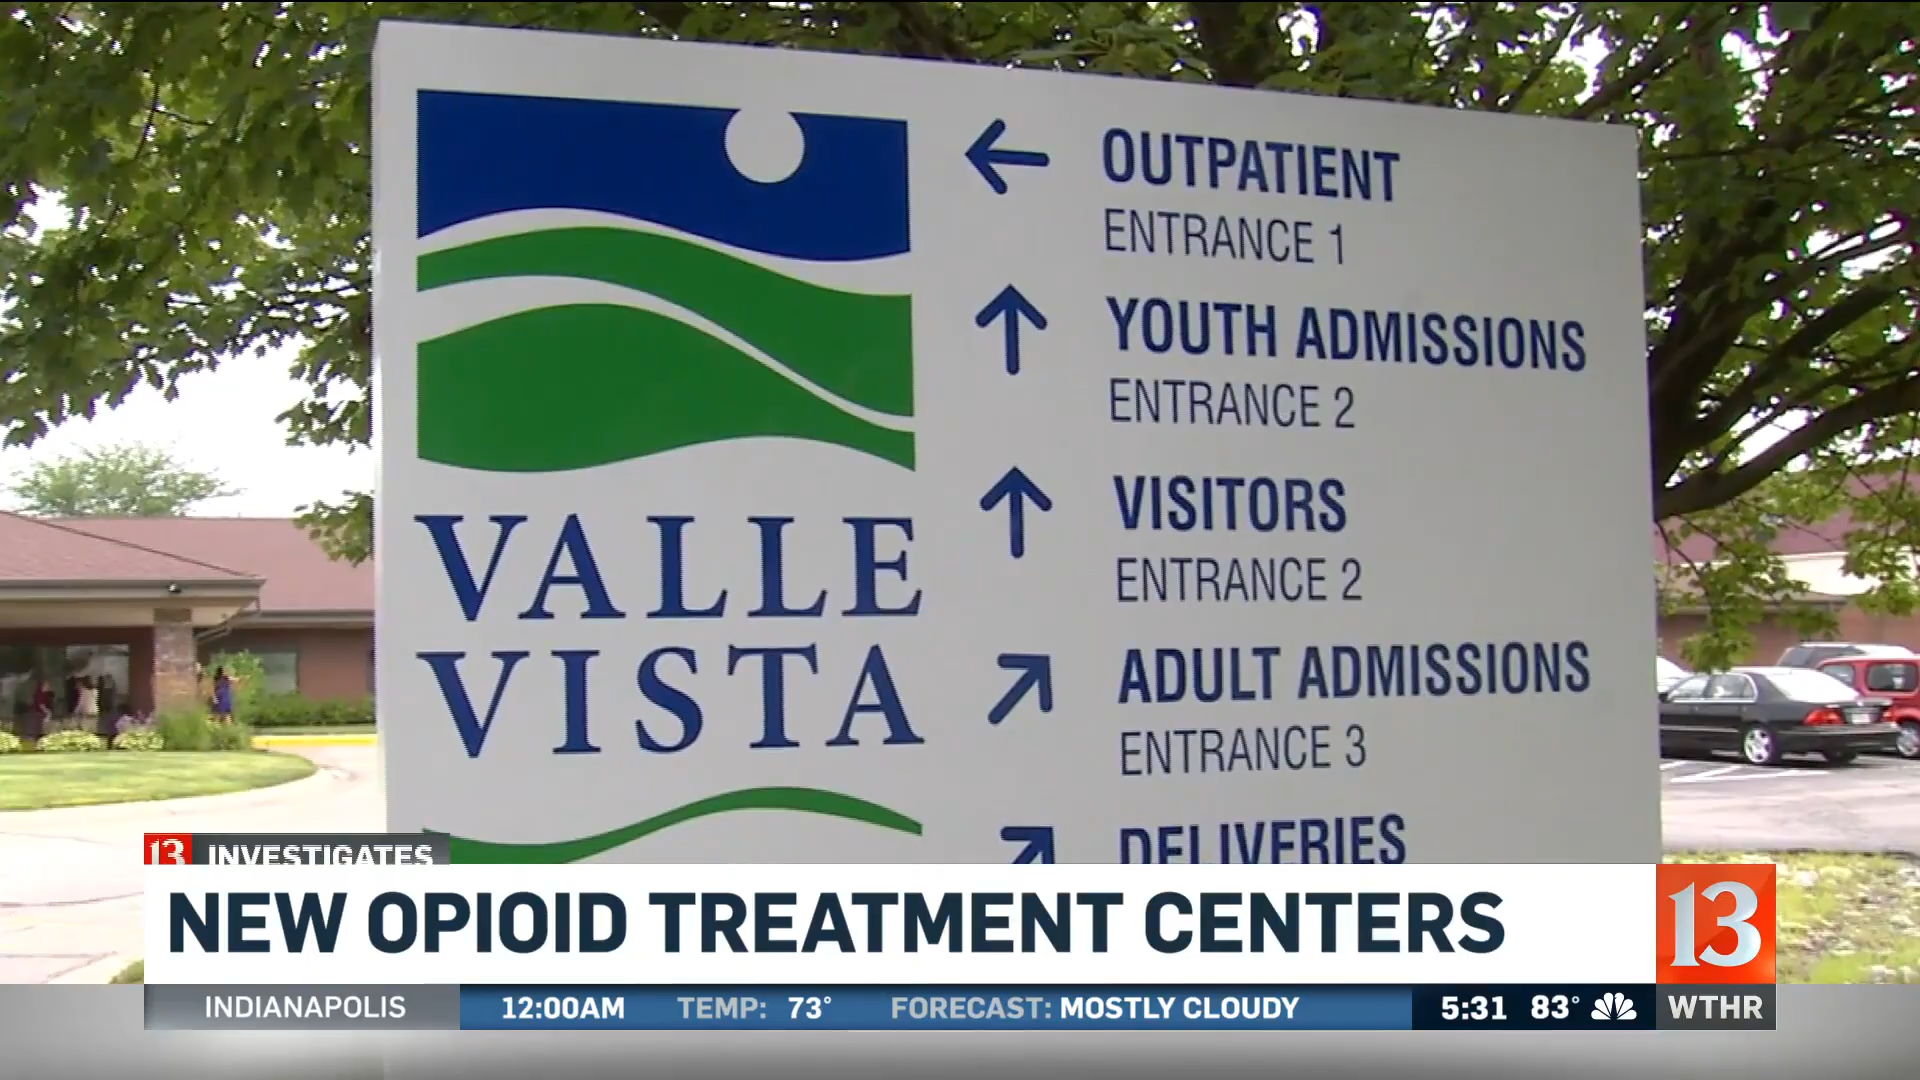 OUTPATIENT
ENTRANCE 1
YOUTH ADMISSIONS
ENTRANCE 2
VISITORS
ENTRANCE 2
ADULT ADMISSIONS
ENTRANCE 3
DELIVERIES
VALLE
VISTA
13 INVESTIGATES
NEW OPIOID TREATMENT CENTERS
13
INDIANAPOLIS 12:00AM TEMP: 73° FORECAST: MOSTLY CLOUDY 5:31 83° WTHR